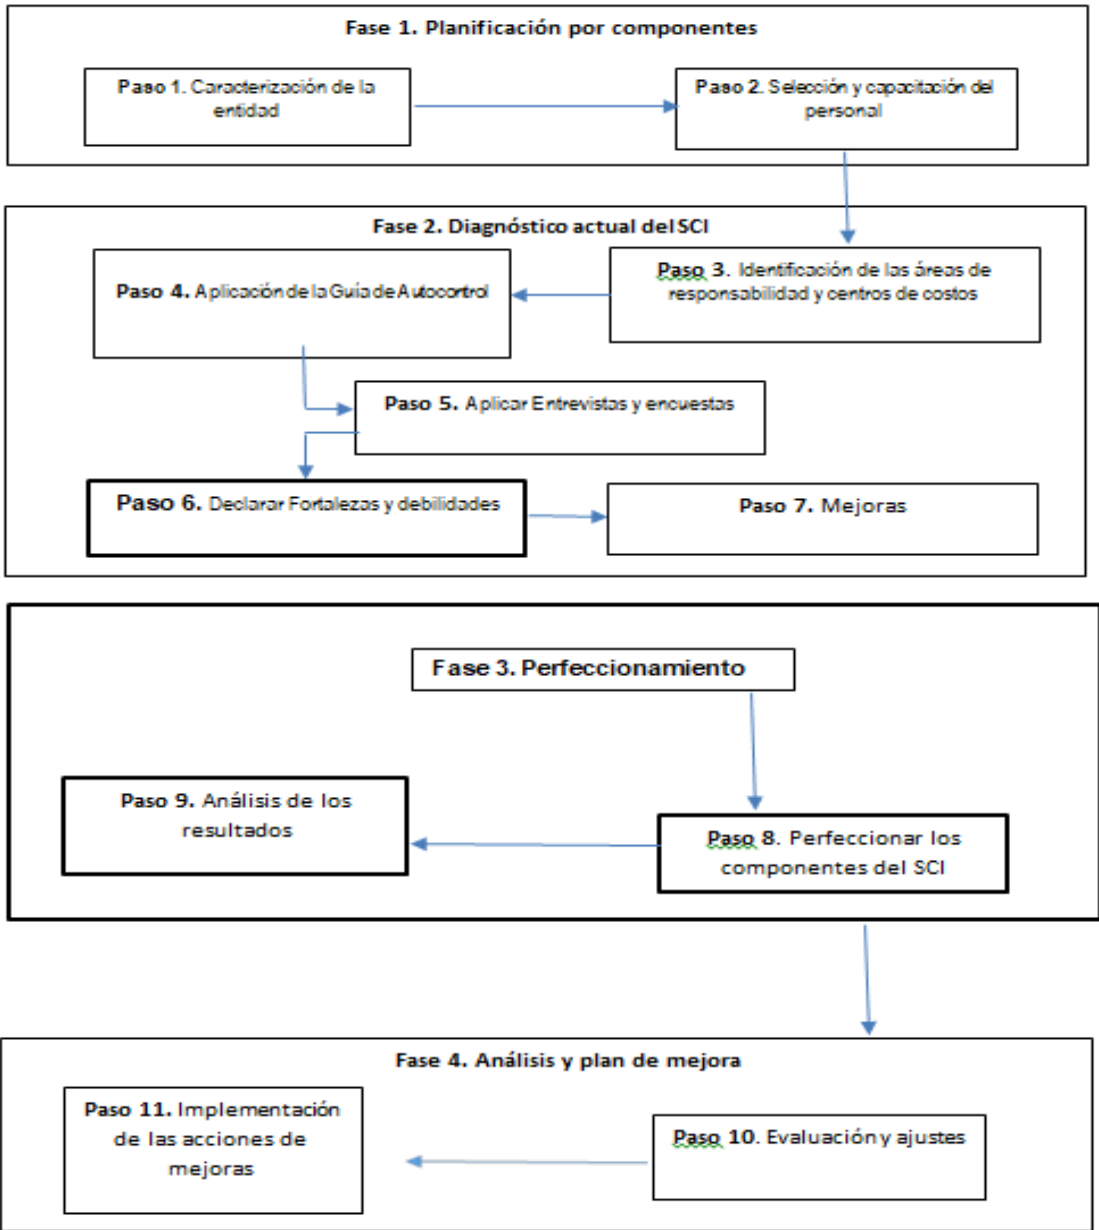 Fase 1. Planificación por componentes
Paso 1. Caracterización de la
entidad
Paso 2. Selección y capacitación del
personal
Fase 2. Diagnóstico actual del SCI
Paso 3. Identificación de las áreas de
responsabilidad y centros de costos
Paso 4. Aplicación de la Guía de Autocontrol
Paso 5. Aplicar Entrevistas y encuestas
Paso 6. Declarar Fortalezas y debilidades
Paso 7. Mejoras
Fase 3. Perfeccionamiento
Paso 8. Perfeccionar los
componentes del SCI
Paso 9. Análisis de los
resultados
Fase 4. Análisis y plan de mejora
Paso 10. Evaluación y ajustes
Paso 11. Implementación
de las acciones de
mejoras